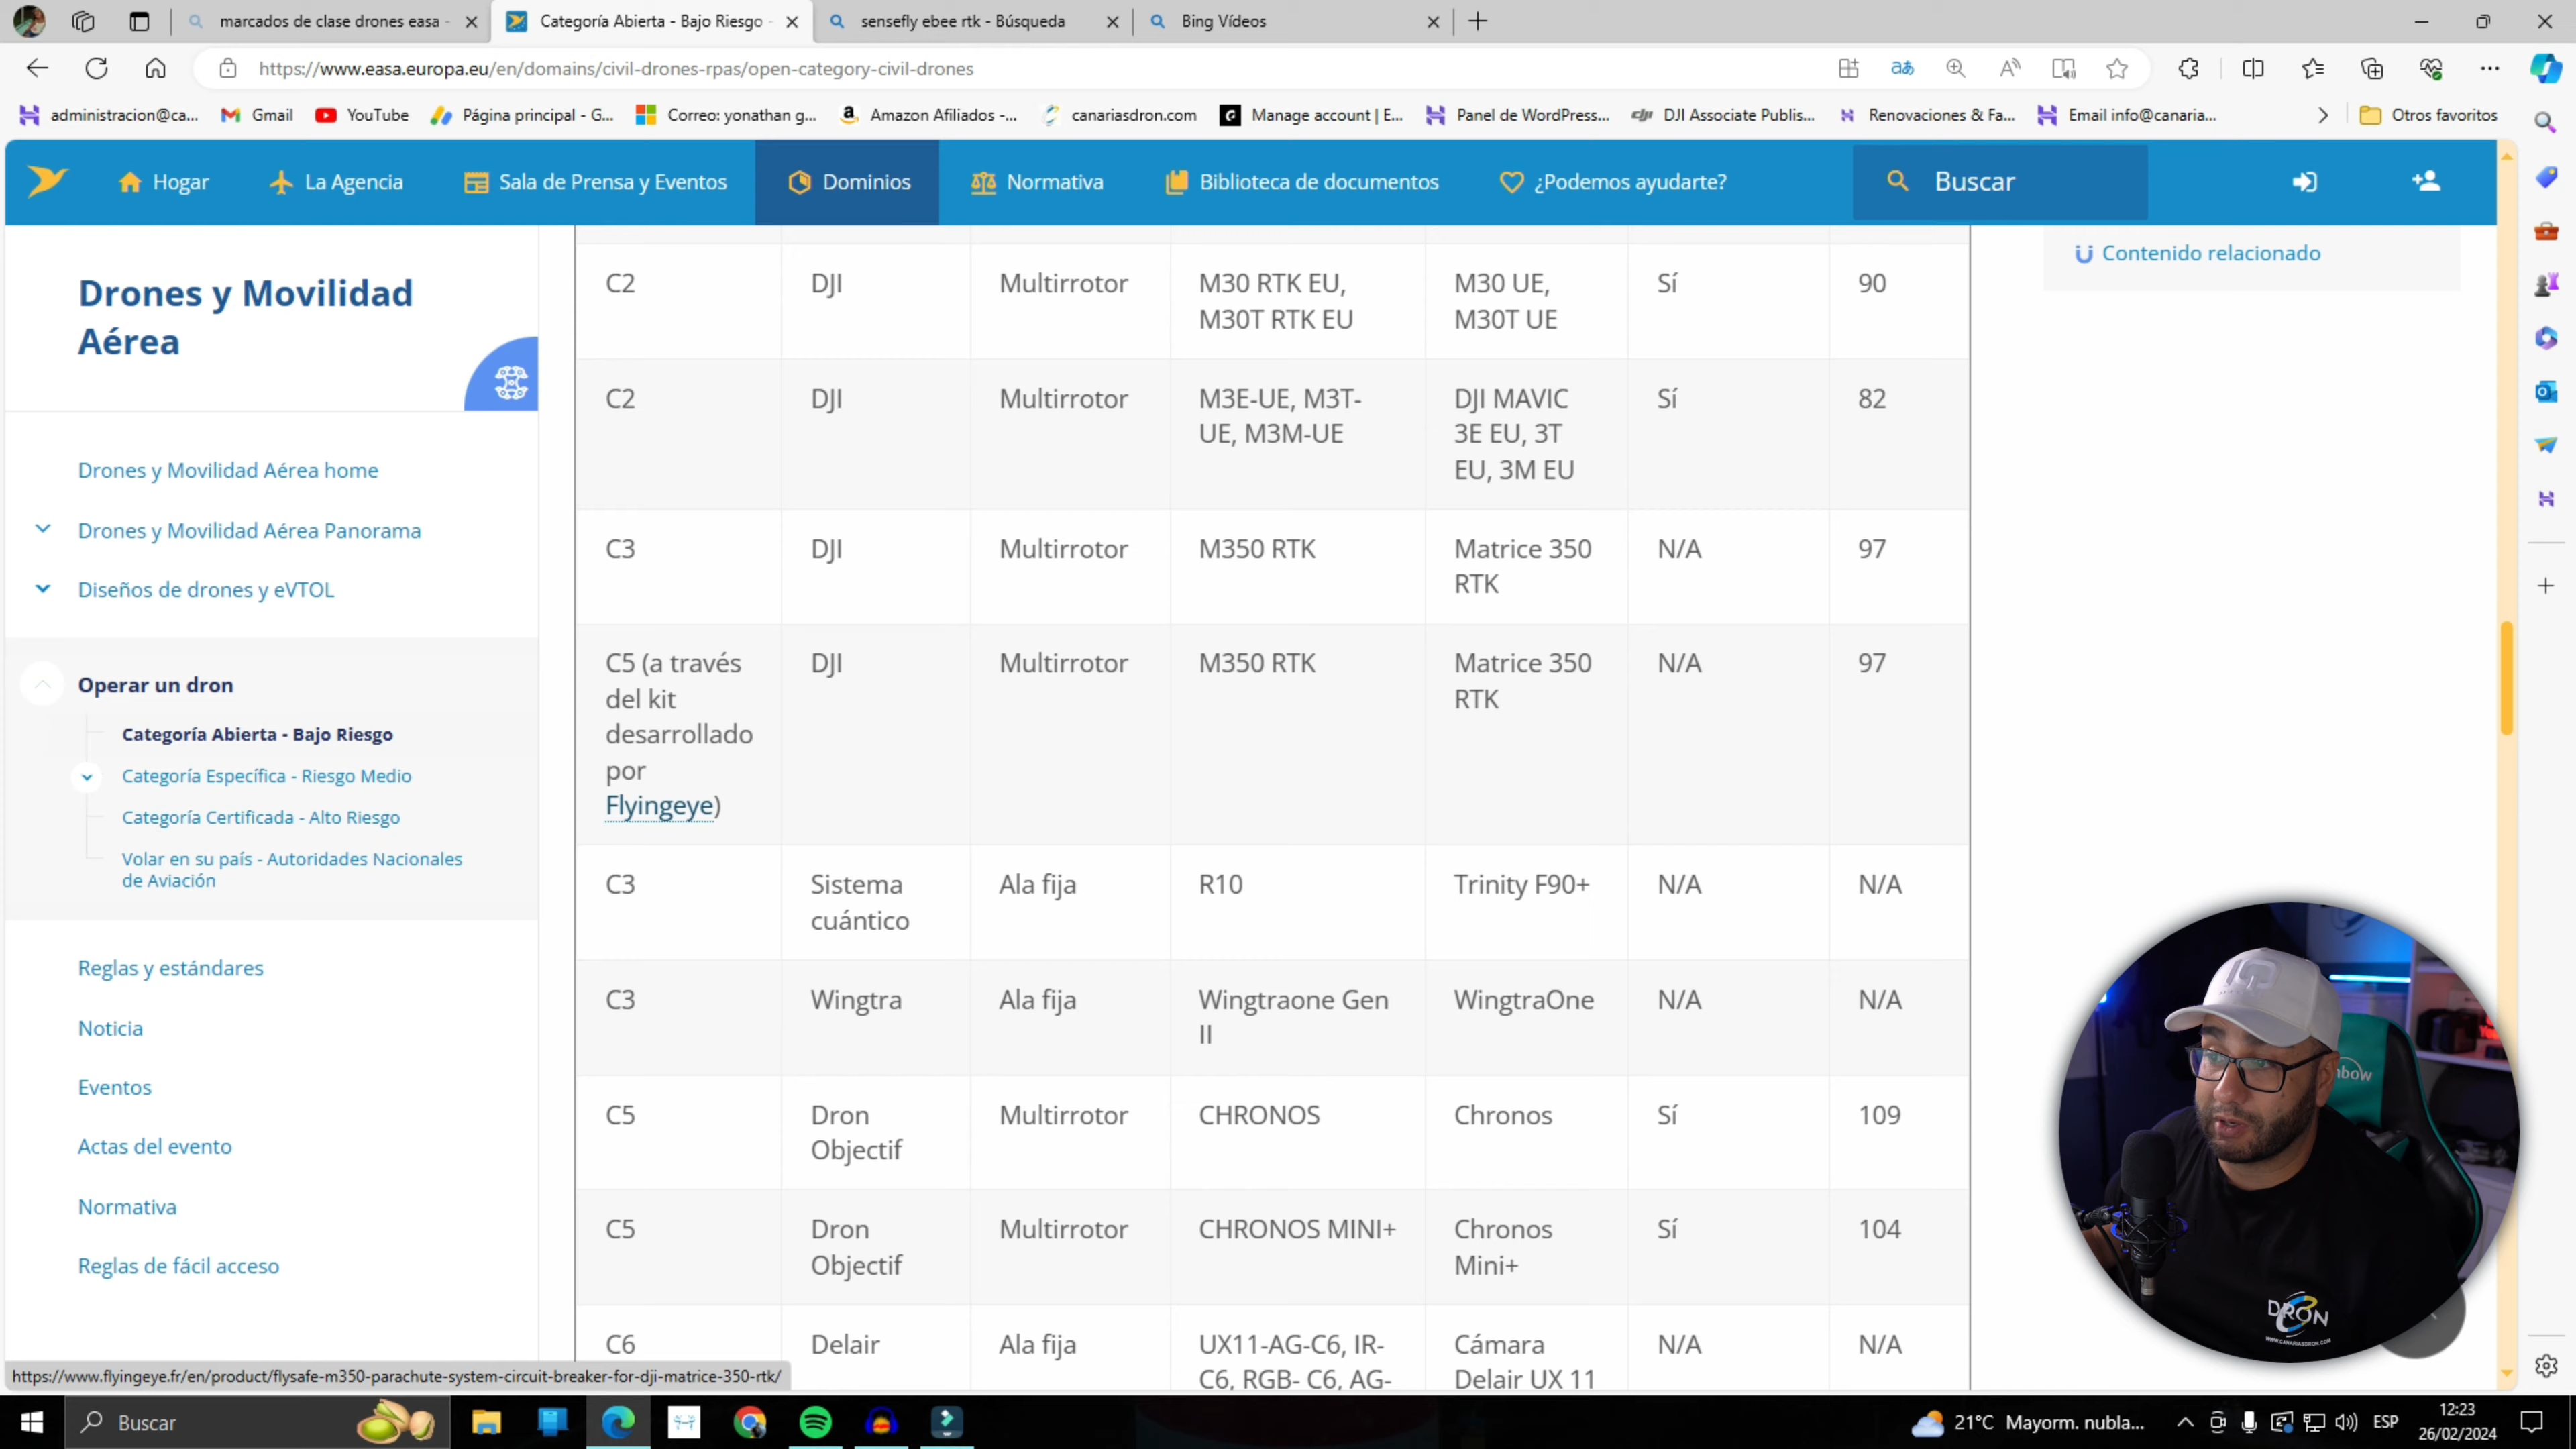 marcados de clase drones easa -
Categoría Abierta - Bajo Riesgo -
sensefly ebee rtk - Búsqueda
Bing Vídeos
https://www.easa.europa.eu/en/domains/civil-drones-rpas/open-category-civil-drones
administracion@ca...
Gmail
YouTube
Página principal - G...
Correo: yonathan g...
Amazon Afiliados -...
canariasdron.com
Manage account | E...
Panel de WordPress...
DJI Associate Publis...
Renovaciones & Fa...
Email info@canaria...
Otros favoritos
Hogar
La Agencia
Sala de Prensa y Eventos
Dominios
Normativa
Biblioteca de documentos
¿Podemos ayudarte?
Buscar
Drones y Movilidad
Aérea
Drones y Movilidad Aérea home
Drones y Movilidad Aérea Panorama
Diseños de drones y eVTOL
Operar un dron
Categoría Abierta - Bajo Riesgo
Categoría Específica - Riesgo Medio
Categoría Certificada - Alto Riesgo
Volar en su país - Autoridades Nacionales
de Aviación
Reglas y estándares
Noticia
Eventos
Actas del evento
Normativa
Reglas de fácil acceso
C2 DJI Multirrotor M30 RTK EU, M30 UE, Sí 90
M30T RTK EU M30T UE
C2 DJI Multirrotor M3E-UE, M3T- DJI MAVIC Sí 82
UE, M3M-UE 3E EU, 3T
EU, 3M EU
C3 DJI Multirrotor M350 RTK Matrice 350 N/A 97
RTK
C5 (a través DJI Multirrotor M350 RTK Matrice 350 N/A 97
del kit RTK
desarrollado
por
Flyingeye)
C3 Sistema Ala fija R10 Trinity F90+ N/A N/A
cuántico
C3 Wingtra Ala fija Wingtraone Gen WingtraOne N/A N/A
II
C5 Dron Multirrotor CHRONOS Chronos Sí 109
Objectif
C5 Dron Multirrotor CHRONOS MINI+ Chronos Sí 104
Objectif Mini+
C6 Delair Ala fija UX11-AG-C6, IR- Cámara N/A N/A
C6, RGB- C6, AG- Delair UX 11
Contenido relacionado
DRON
WWW.CANARIASDRON.COM
https://www.flyingeye.fr/en/product/flysafe-m350-parachute-system-circuit-breaker-for-dji-matrice-350-rtk/
Buscar
21°C Mayorm. nubla...
ESP
12:23
26/02/2024